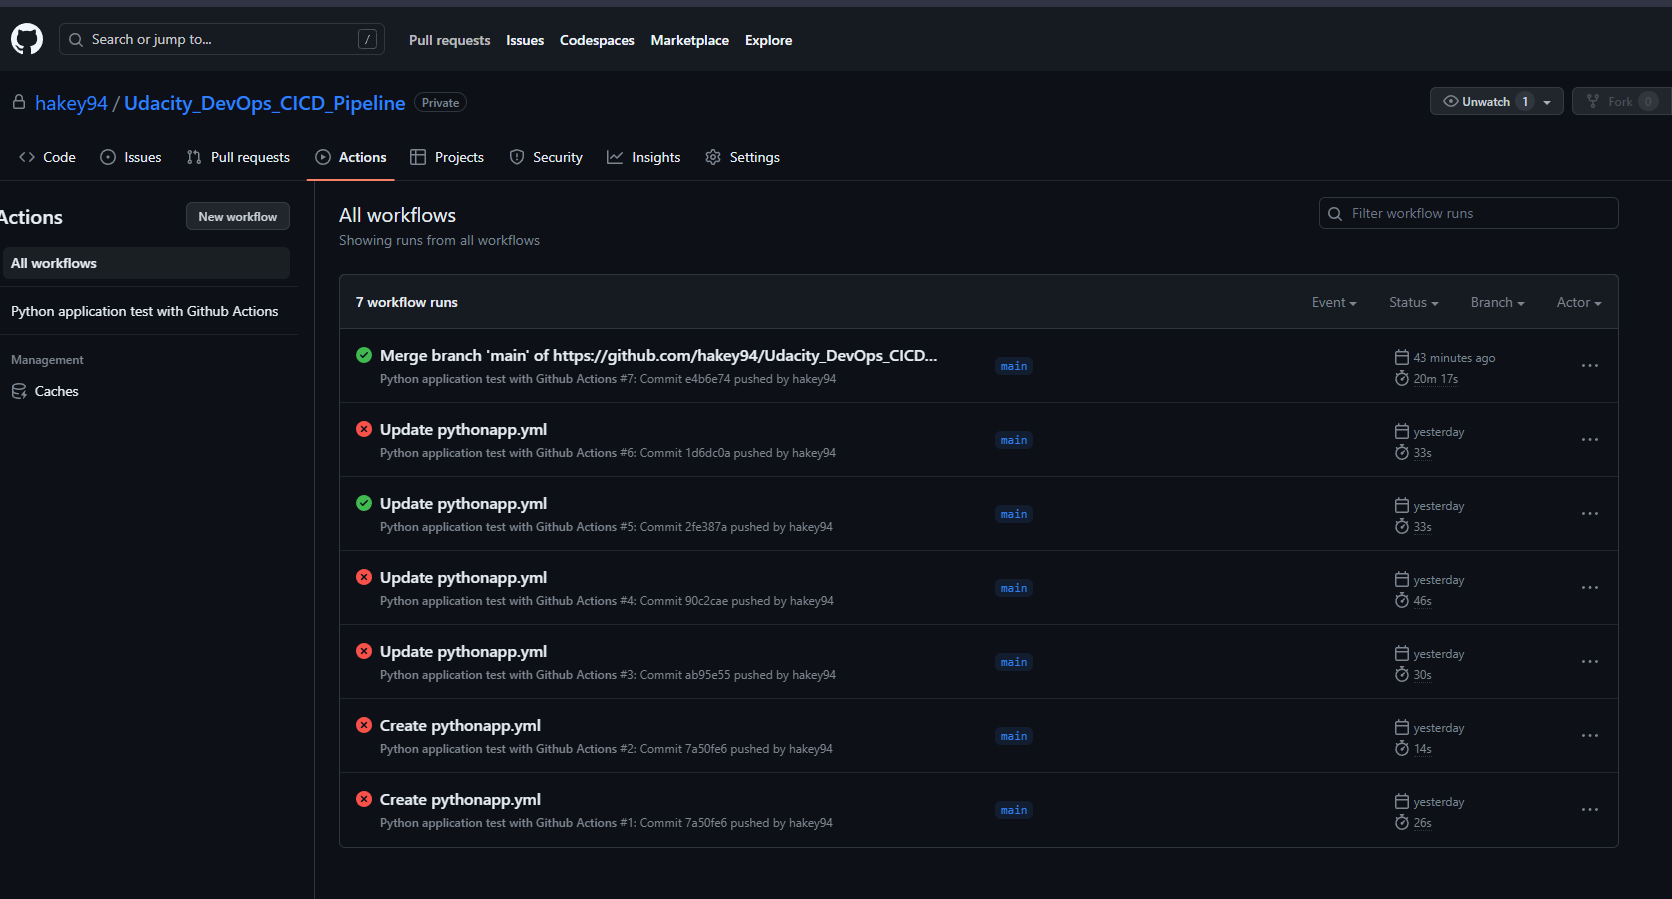 Search or jump to... /
Pull requests Issues Codespaces Marketplace Explore
hakey94 / Udacity_DevOps_CICD_Pipeline Private
Unwatch 1 Fork 0
Code Issues Pull requests Actions Projects Security Insights Settings
Actions
New workflow
All workflows
Python application test with Github Actions
Management
Caches
All workflows
Showing runs from all workflows
Filter workflow runs
7 workflow runs
Event Status Branch Actor
Merge branch 'main' of https://github.com/hakey94/Udacity_DevOps_CICD...
Python application test with Github Actions #7: Commit e4b6e74 pushed by hakey94
main
43 minutes ago
20m 17s
Update pythonapp.yml
Python application test with Github Actions #6: Commit 1d6dc0a pushed by hakey94
main
yesterday
33s
Update pythonapp.yml
Python application test with Github Actions #5: Commit 2fe387a pushed by hakey94
main
yesterday
33s
Update pythonapp.yml
Python application test with Github Actions #4: Commit 90c2cae pushed by hakey94
main
yesterday
46s
Update pythonapp.yml
Python application test with Github Actions #3: Commit ab95e55 pushed by hakey94
main
yesterday
30s
Create pythonapp.yml
Python application test with Github Actions #2: Commit 7a50fe6 pushed by hakey94
main
yesterday
14s
Create pythonapp.yml
Python application test with Github Actions #1: Commit 7a50fe6 pushed by hakey94
main
yesterday
26s